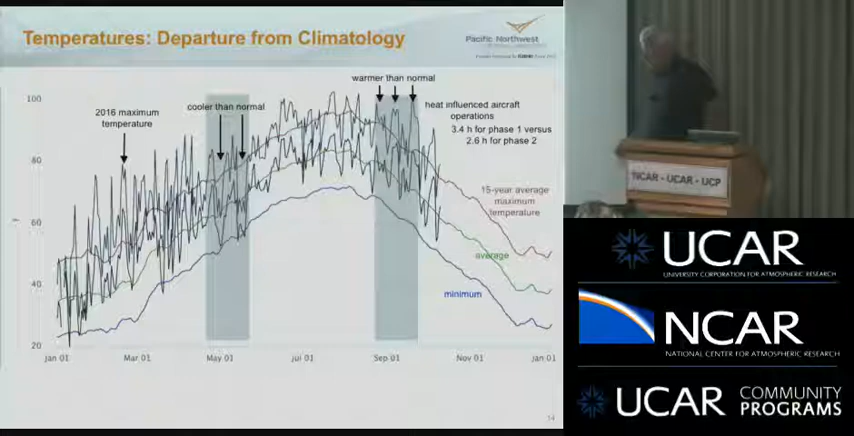 Temperatures: Departure from Climatology
Pacific Northwest
100
80
60
40
20
2016 maximum
temperature
cooler than normal
warmer than normal
heat influenced aircraft
operations
3.4 h for phase 1 versus
2.6 h for phase 2
15-year average
maximum
temperature
average
minimum
Jan 01
Mar 01
May 01
Jul 01
Sep 01
Nov 01
Jan 01
14
NCAR - UCAR - UCP
UCAR
UNIVERSITY CORPORATION FOR ATMOSPHERIC RESEARCH
NCAR
NATIONAL CENTER FOR ATMOSPHERIC RESEARCH
UCAR COMMUNITY
PROGRAMS